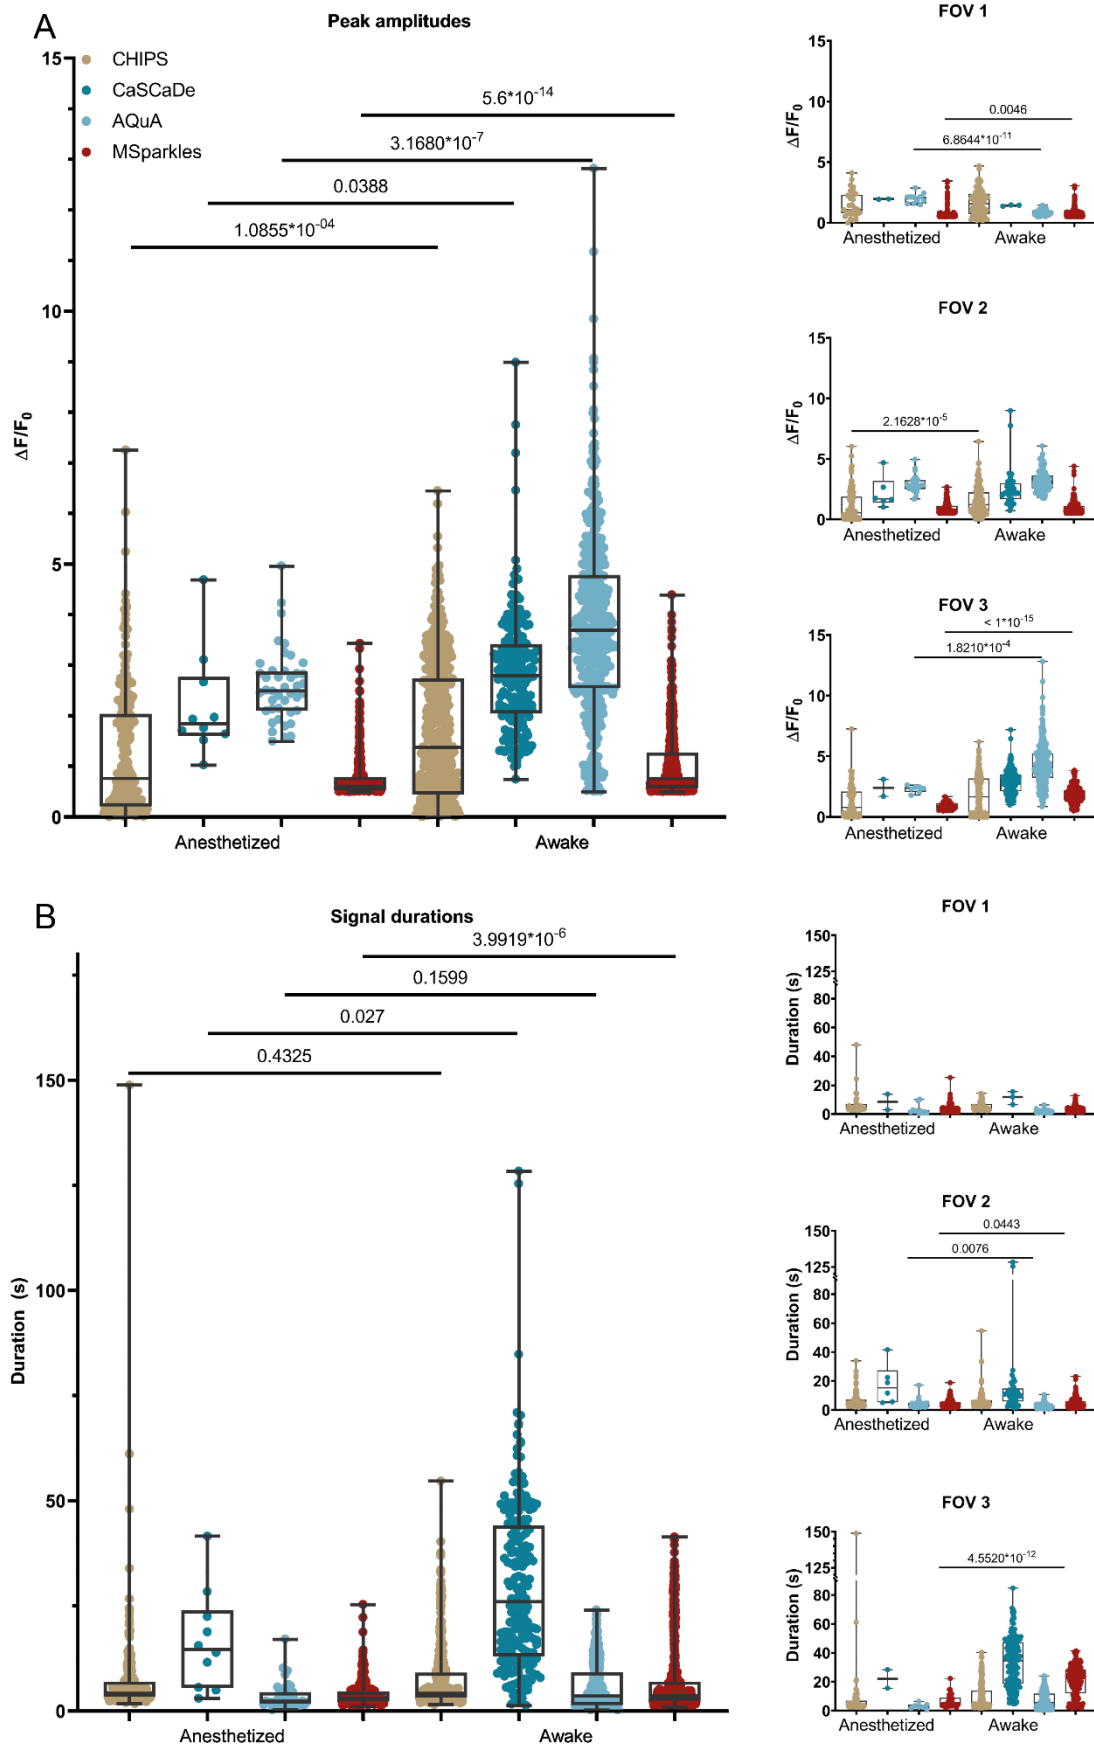 A
Peak amplitudes
CHIPS
CaSCaDe
AQuA
MSparkles
5.6*10-14
3.1680*10-7
0.0388
1.0855*10-04
15
10
5
0
ΔF/F0
Anesthetized
Awake
FOV 1
15
10
5
0
ΔF/F0
0.0046
6.8644*10-11
Anesthetized
Awake
FOV 2
15
10
5
0
ΔF/F0
2.1628*10-5
Anesthetized
Awake
FOV 3
15
10
5
0
ΔF/F0
< 1*10-15
1.8210*10-4
Anesthetized
Awake
B
Signal durations
3.9919*10-6
0.1599
0.027
0.4325
150
100
50
0
Duration (s)
Anesthetized
Awake
FOV 1
150
125
80
60
40
20
0
Duration (s)
Anesthetized
Awake
FOV 2
150
125
80
60
40
20
0
Duration (s)
0.0443
0.0076
Anesthetized
Awake
FOV 3
150
125
80
60
40
20
0
Duration (s)
4.5520*10-12
Anesthetized
Awake